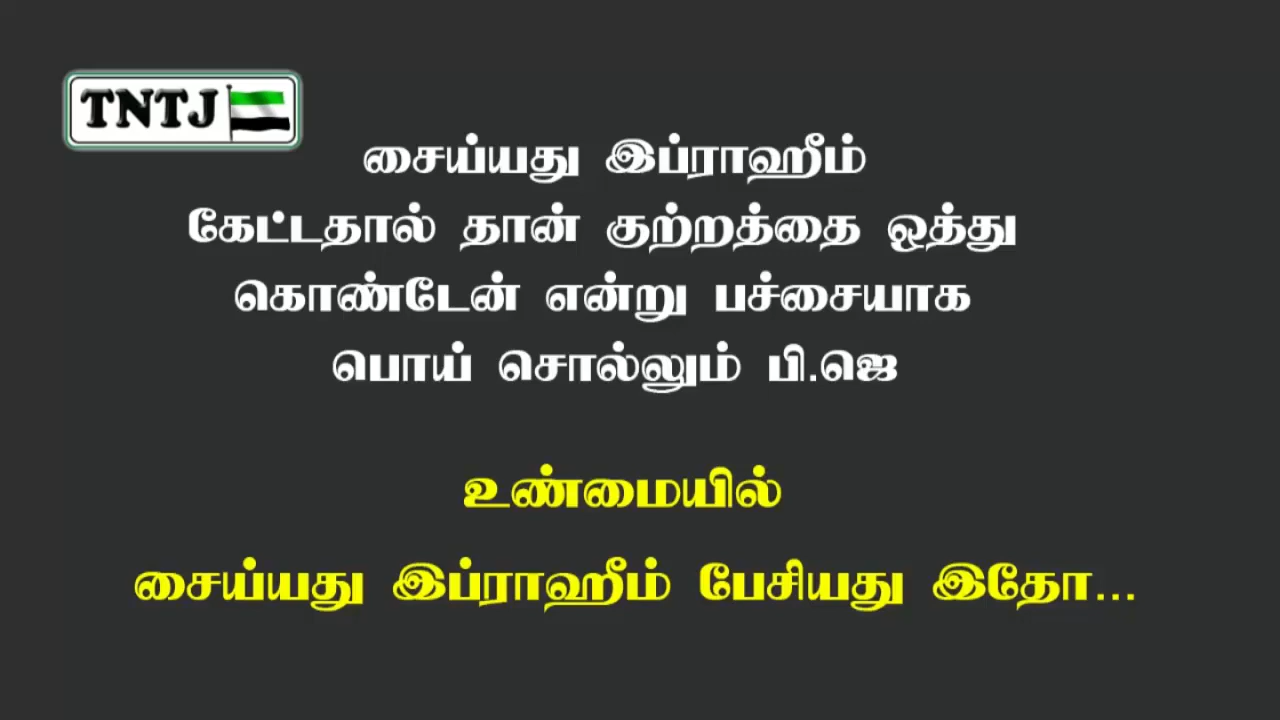 TNTJ
சைய்யது இப்ராஹீம்
கேட்டதால் தான் குற்றத்தை ஒத்து
கொண்டேன் என்று பச்சையாக
பொய் சொல்லும் பி.ஜெ
உண்மையில்
சைய்யது இப்ராஹீம் பேசியது இதோ...